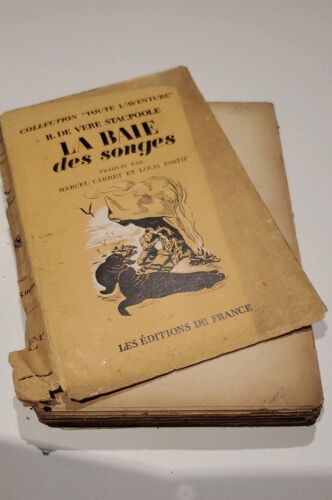 COLLECTION "TOUTE L'AVENTURE"
H. DE VERE STACPOOLE
LA BAIE
des songes
TRADUIT PAR
MARCEL CARRET ET LOUIS POSTIF
LES ÉDITIONS DE FRANCE